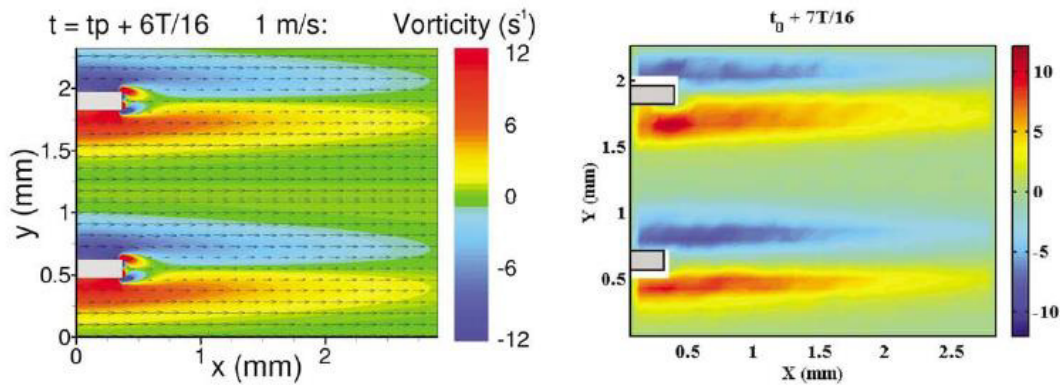 t = tp + 6T/16 1 m/s: Vorticity (s⁻¹)
12
6
0
-6
-12
2
1.5
1
0.5
0
y (mm)
0 1 2
x (mm)
t₀ + 7T/16
2
1.5
1
0.5
Y (mm)
0.5 1 1.5 2 2.5
X (mm)
10
5
0
-5
-10